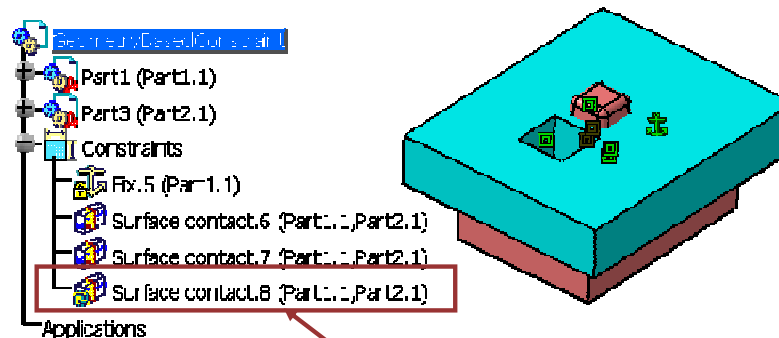 GeometryBasedConstraint
Part1 (Part1.1)
Part3 (Part2.1)
Constraints
Fix.5 (Part1.1)
Surface contact.6 (Part1.1,Part2.1)
Surface contact.7 (Part1.1,Part2.1)
Surface contact.8 (Part1.1,Part2.1)
Applications